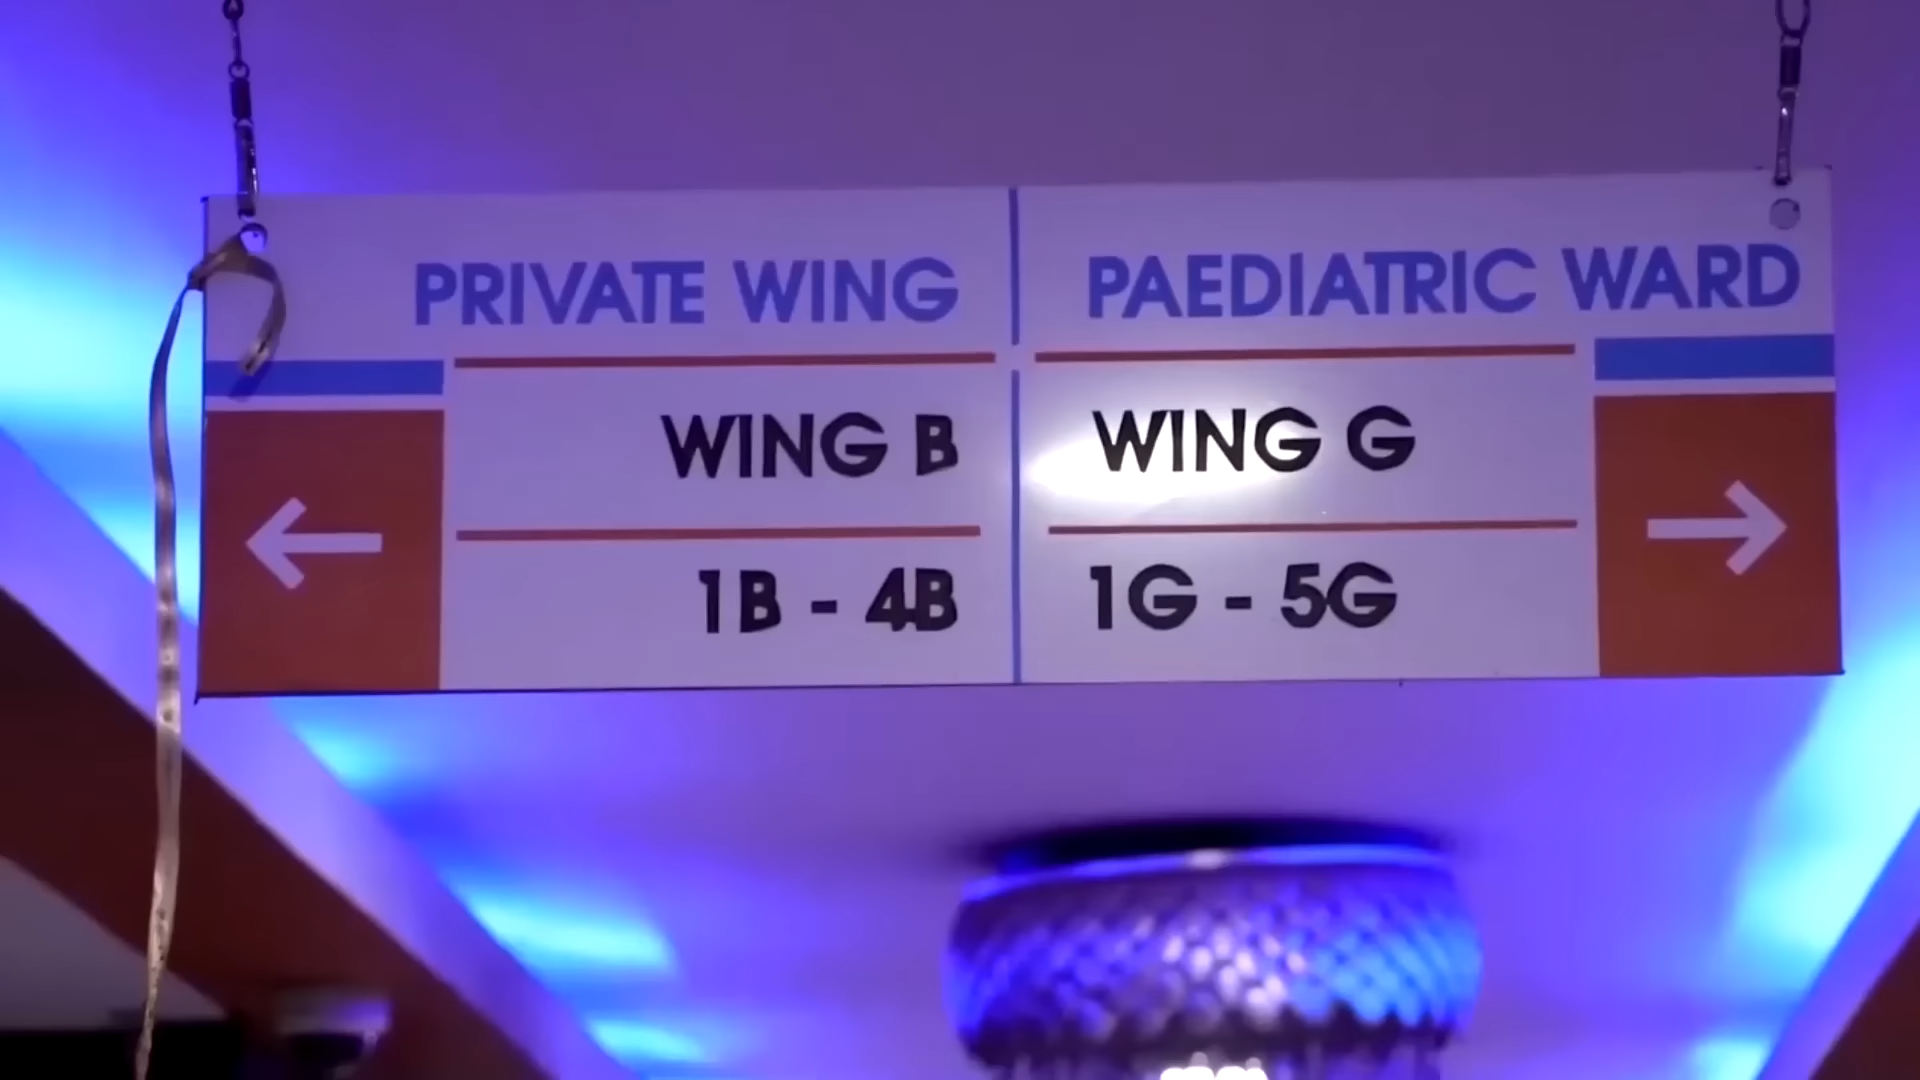 PRIVATE WING
WING B
1B - 4B
PAEDIATRIC WARD
WING G
1G - 5G